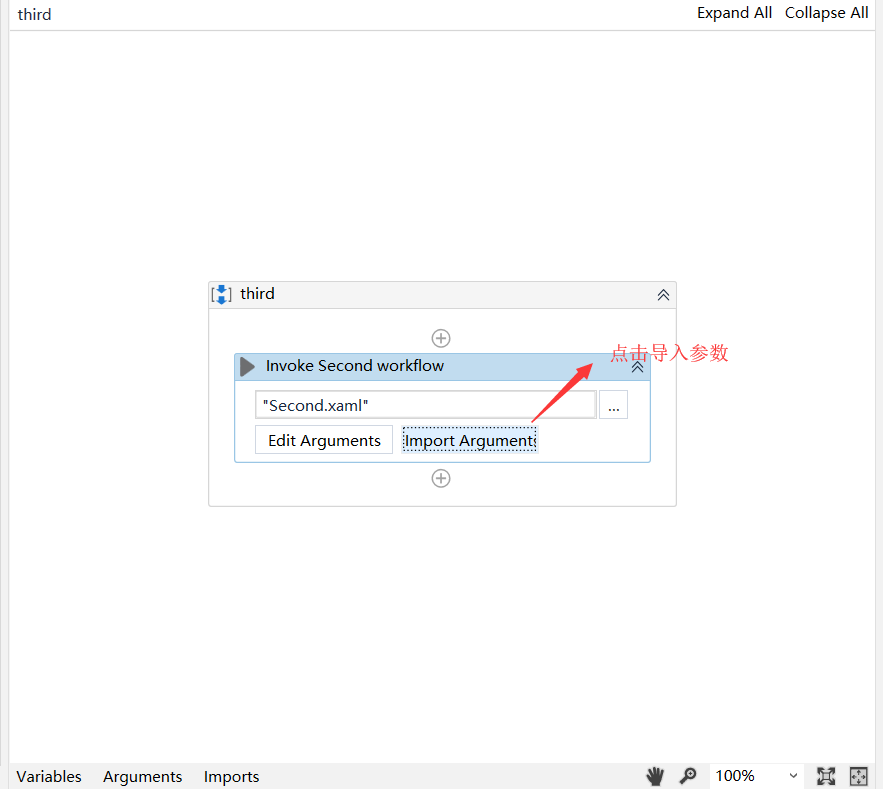 third
Expand All Collapse All
third
点击导入参数
Invoke Second workflow
"Second.xaml"
...
Edit Arguments
Import Arguments
Variables Arguments Imports
100%